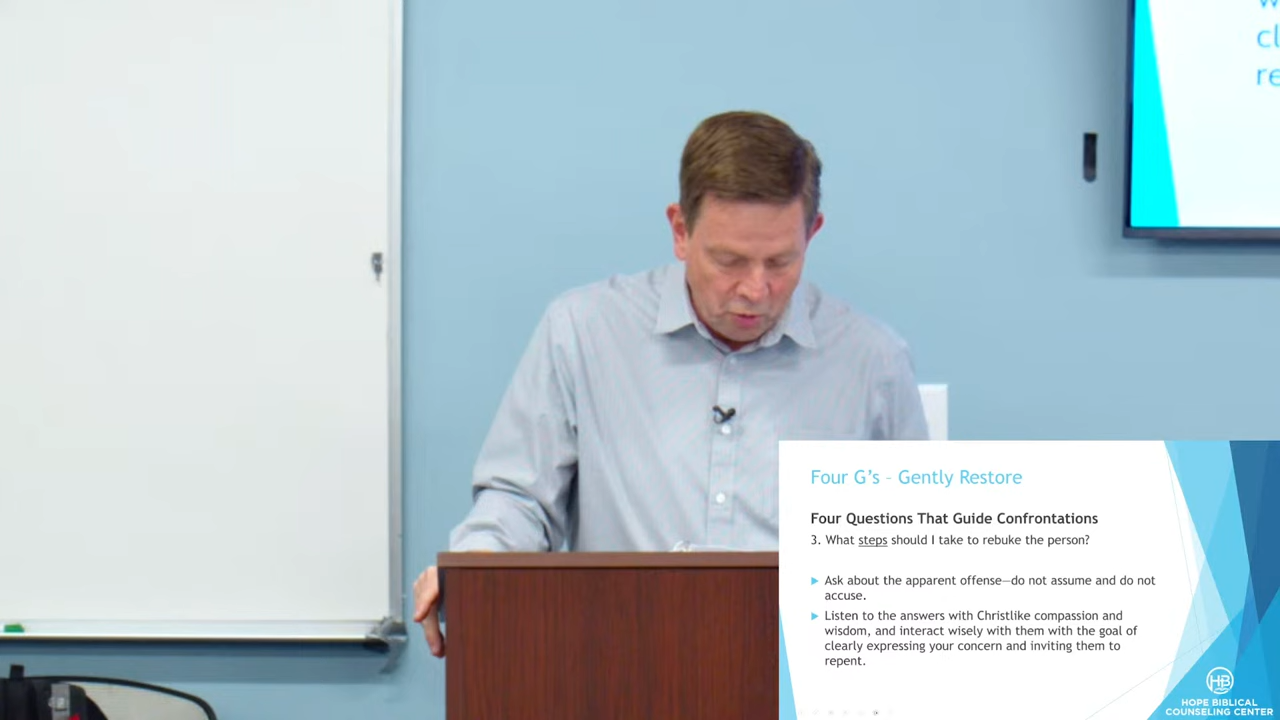 cl
re
Four G's – Gently Restore
Four Questions That Guide Confrontations
3. What steps should I take to rebuke the person?
Ask about the apparent offense—do not assume and do not
accuse.
Listen to the answers with Christlike compassion and
wisdom, and interact wisely with them with the goal of
clearly expressing your concern and inviting them to
repent.
HB
HOPE BIBLICAL
COUNSELING CENTER